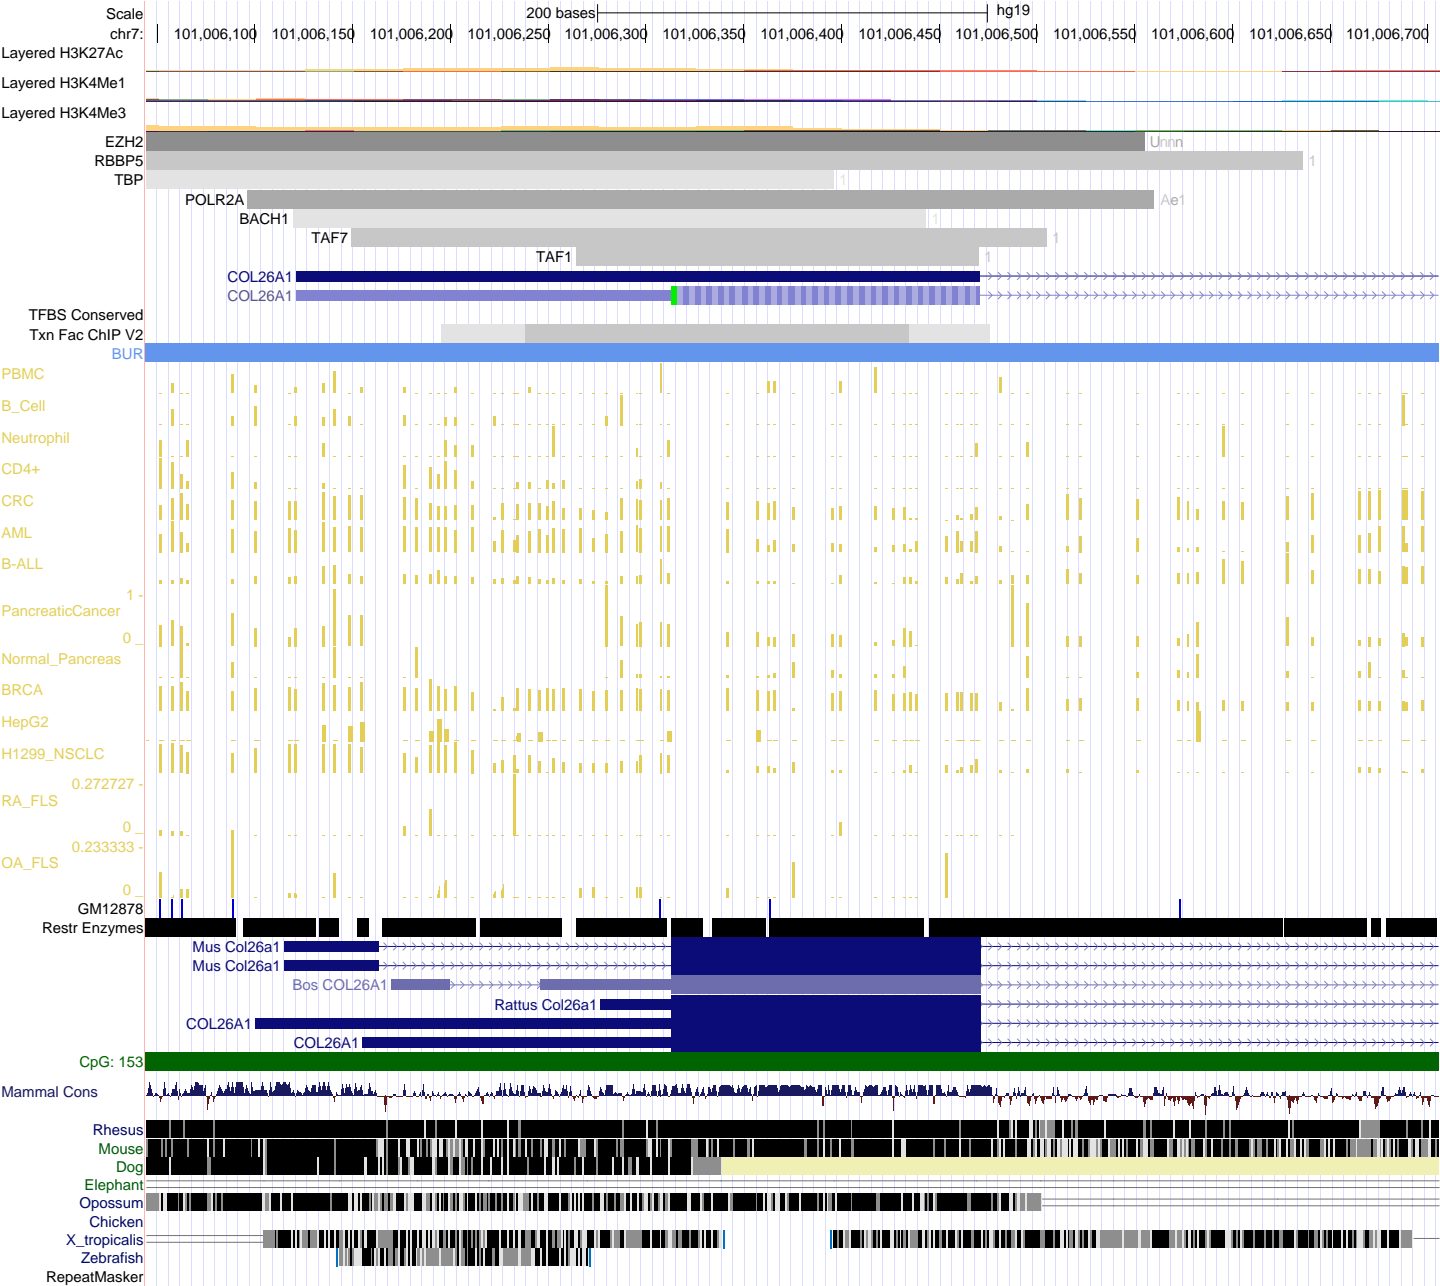 Scale 200 bases hg19
chr7: 101,006,100 101,006,150 101,006,200 101,006,250 101,006,300 101,006,350 101,006,400 101,006,450 101,006,500 101,006,550 101,006,600 101,006,650 101,006,700
Layered H3K27Ac
Layered H3K4Me1
Layered H3K4Me3
EZH2 Unnn
RBBP5 1
TBP 1
POLR2A Ae1
BACH1 1
TAF7 1
TAF1 1
COL26A1
COL26A1
TFBS Conserved
Txn Fac ChIP V2
BUR
PBMC
B_Cell
Neutrophil
CD4+
CRC
AML
B-ALL
1 -
PancreaticCancer
0 _
Normal_Pancreas
BRCA
HepG2
H1299_NSCLC
0.272727 -
RA_FLS
0 _
0.233333 -
OA_FLS
0 _
GM12878
Restr Enzymes
Mus Col26a1
Mus Col26a1
Bos COL26A1
Rattus Col26a1
COL26A1
COL26A1
CpG: 153
Mammal Cons
Rhesus
Mouse
Dog
Elephant
Opossum
Chicken
X_tropicalis
Zebrafish
RepeatMasker